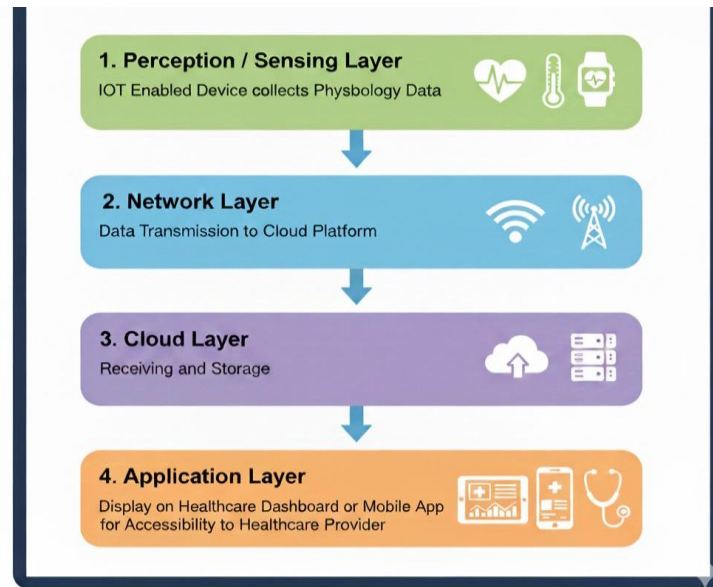 1. Perception / Sensing Layer
IOT Enabled Device collects Physbology Data
2. Network Layer
Data Transmission to Cloud Platform
3. Cloud Layer
Receiving and Storage
4. Application Layer
Display on Healthcare Dashboard or Mobile App
for Accessibility to Healthcare Provider